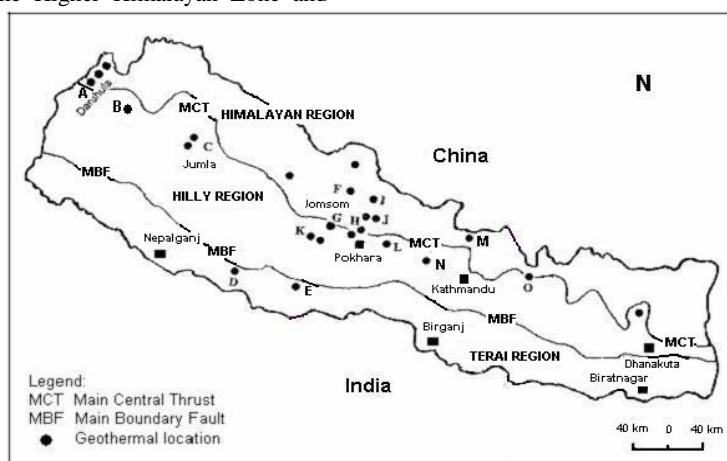 ne Higher Himalayan Zone and
N
A
Darshula
B
MCT
HIMALAYAN REGION
China
C
Jumla
MBF
HILLY REGION
F
I
Jomsom
G
H
J
K
L
MCT
M
Nepalganj
MBF
Pokhara
N
Kathmandu
O
D
E
MBF
Birganj
TERAI REGION
MCT
Dhanakuta
Biratnagar
India
Legend:
MCT Main Central Thrust
MBF Main Boundary Fault
Geothermal location
40 km 0 40 km